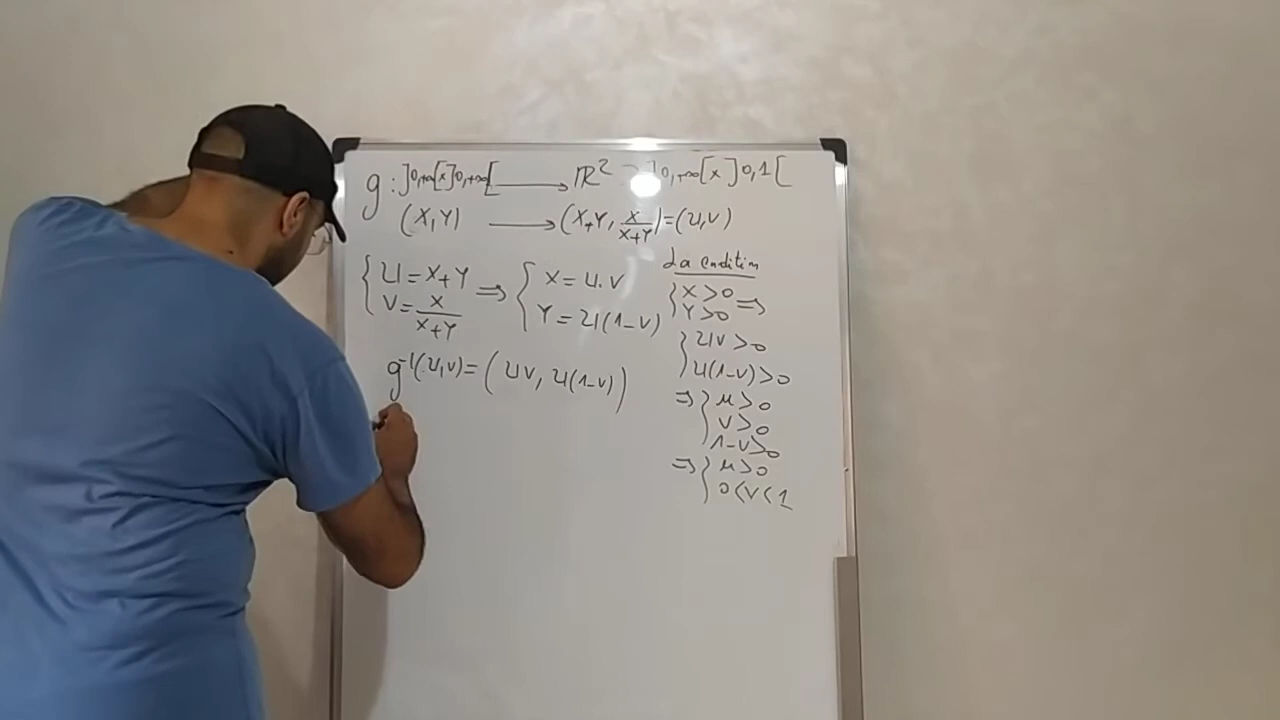 g : ]0,+∞[x]0,+∞[ ⟶ IR² ⊃ ]0,+∞[x]0,1[
(X,Y) ⟶ (X+Y, X/(X+Y)) = (U,V)
{ U = X+Y
V = X/(X+Y)
⇒ { X = U.V
Y = U(1-V)
g⁻¹(U,V) = (UV, U(1-V))
La condition
{ X>0
Y>0 ⇒
{ UV>0
U(1-V)>0
⇒ { μ>0
V>0
1-V>0
⇒ { μ>0
0<V<1